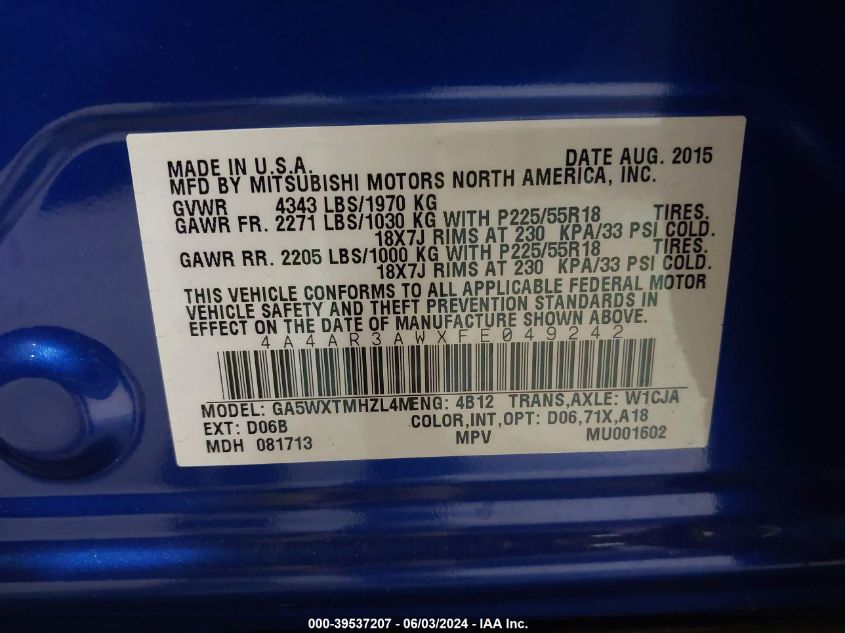 MADE IN U.S.A. DATE AUG. 2015
MFD BY MITSUBISHI MOTORS NORTH AMERICA, INC.
GVWR 4343 LBS/1970 KG
GAWR FR. 2271 LBS/1030 KG WITH P225/55R18 TIRES.
18X7J RIMS AT 230 KPA/33 PSI COLD.
GAWR RR. 2205 LBS/1000 KG WITH P225/55R18 TIRES.
18X7J RIMS AT 230 KPA/33 PSI COLD.
THIS VEHICLE CONFORMS TO ALL APPLICABLE FEDERAL MOTOR
VEHICLE SAFETY AND THEFT PREVENTION STANDARDS IN
EFFECT ON THE DATE OF MANUFACTURE SHOWN ABOVE.
4A4AR3AWXFE049242
MODEL: GA5WXTMHZL4M ENG: 4B12 TRANS,AXLE: W1CJA
EXT: D06B COLOR,INT,OPT: D06,71X,A18
MDH 081713 MPV MU001602
000-39537207 - 06/03/2024 - IAA Inc.